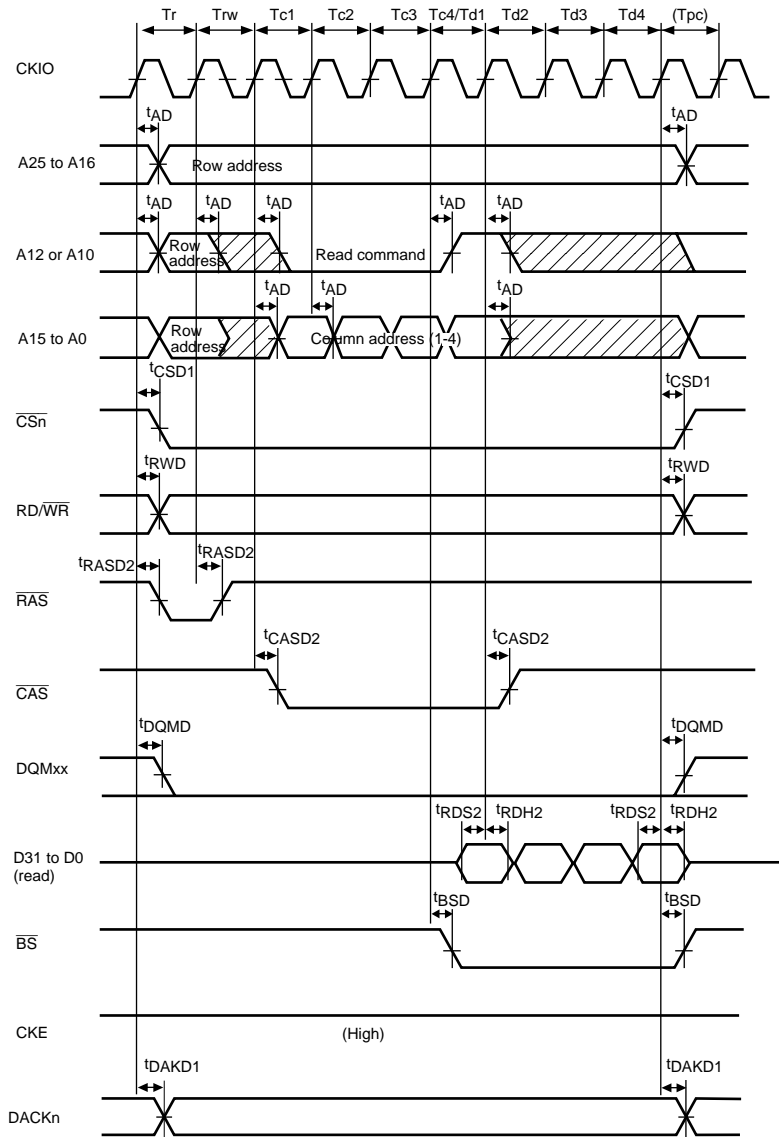 Tr Trw Tc1 Tc2 Tc3 Tc4/Td1 Td2 Td3 Td4 (Tpc)
CKIO
tAD tAD
A25 to A16 Row address
tAD tAD tAD tAD tAD
A12 or A10 Row address Read command
tAD tAD tAD
A15 to A0 Row address Column address (1-4)
tCSD1 tCSD1
CSn
tRWD tRWD
RD/WR
tRASD2 tRASD2
RAS
tCASD2 tCASD2
CAS
tDQMD tDQMD
DQMxx
tRDS2 tRDH2 tRDS2 tRDH2
D31 to D0
(read)
tBSD tBSD
BS
CKE (High)
tDAKD1 tDAKD1
DACKn